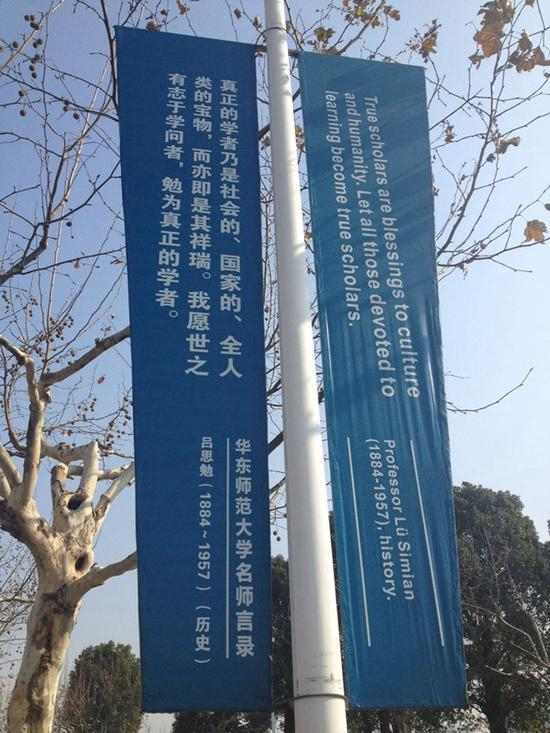 真正的学者乃是社会的、国家的、全人
类的宝物，而亦即是其祥瑞。我愿世之
有志于学问者，勉为真正的学者。
华东师范大学名师言录
吕思勉（1884～1957）（历史）
True scholars are blessings to culture
and humanity. Let all those devoted to
learning become true scholars.
Professor Lü Simian
(1884-1957), history.